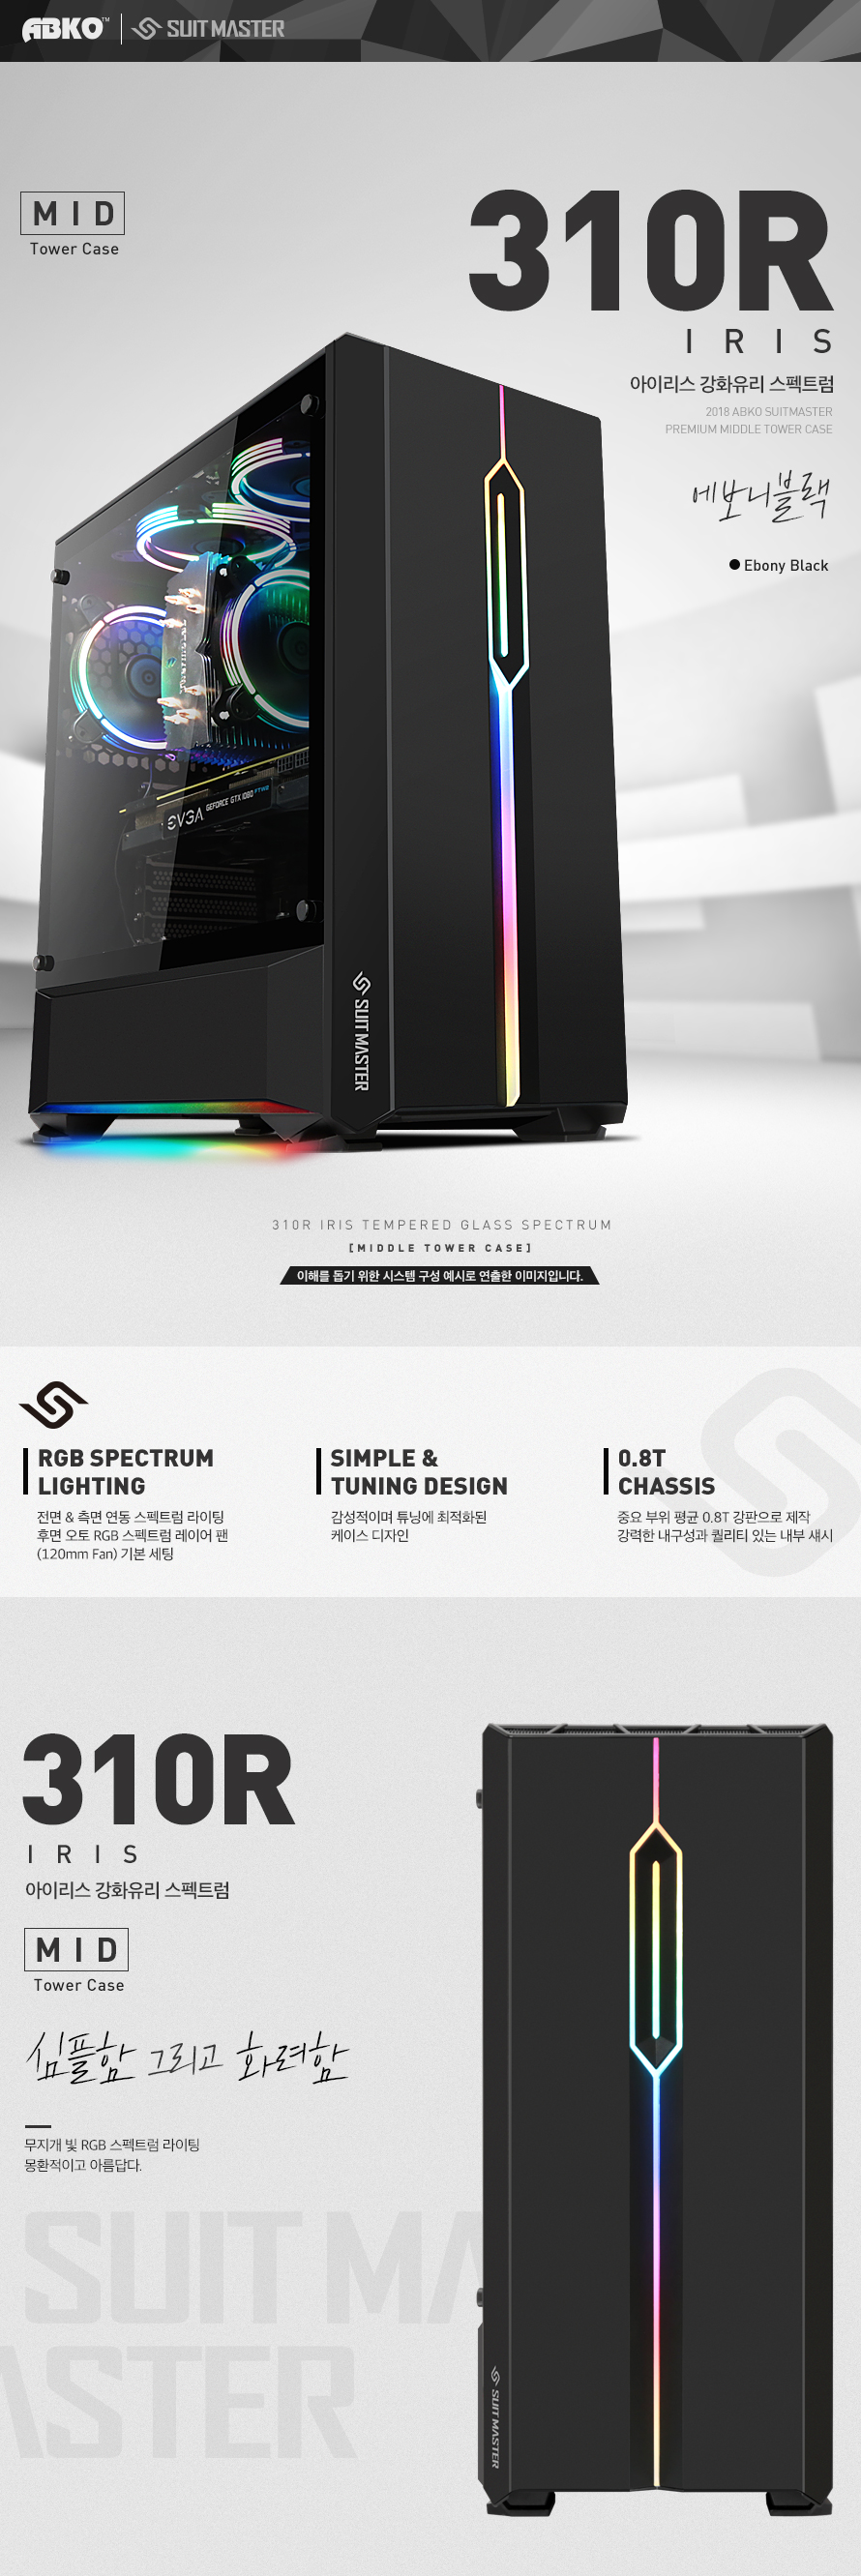 ABKO™
SUIT MASTER
MID
Tower Case
310R
IRIS
아이리스 강화유리 스펙트럼
2018 ABKO SUITMASTER
PREMIUM MIDDLE TOWER CASE
에보니블랙
Ebony Black
EVGA GEFORCE GTX 1080 FTW2
SUIT MASTER
310R IRIS TEMPERED GLASS SPECTRUM
[MIDDLE TOWER CASE]
이해를 돕기 위한 시스템 구성 예시로 연출한 이미지입니다.
RGB SPECTRUM
LIGHTING
전면 & 측면 연동 스펙트럼 라이팅
후면 오토 RGB 스펙트럼 레이어 팬
(120mm Fan) 기본 세팅
SIMPLE &
TUNING DESIGN
감성적이며 튜닝에 최적화된
케이스 디자인
0.8T
CHASSIS
중요 부위 평균 0.8T 강판으로 제작
강력한 내구성과 퀄리티 있는 내부 섀시
310R
IRIS
아이리스 강화유리 스펙트럼
MID
Tower Case
심플함 그리고 화려함
무지개 빛 RGB 스펙트럼 라이팅
몽환적이고 아름답다.
SUIT MA
ASTER
SUIT MASTER